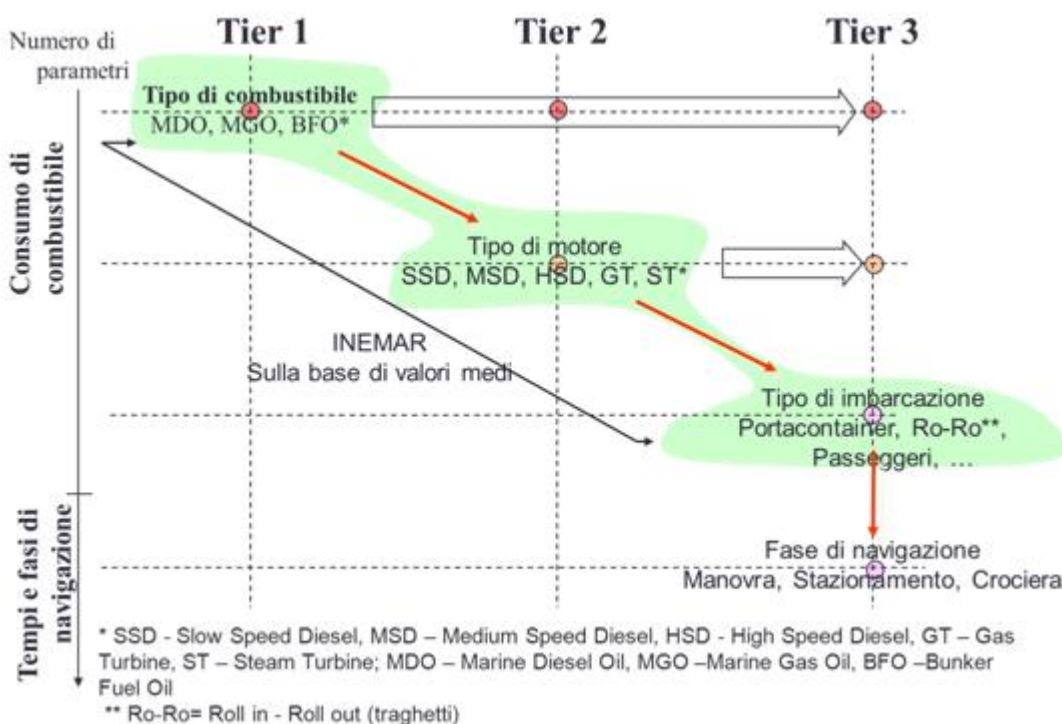 Tier 1
Tier 2
Tier 3
Numero di
parametri
Tipo di combustibile
MDO, MGO, BFO*
Consumo di
combustibile
Tipo di motore
SSD, MSD, HSD, GT, ST*
INEMAR
Sulla base di valori medi
Tipo di imbarcazione
Portacontainer, Ro-Ro**,
Passeggeri, ...
Tempi e fasi di
navigazione
Fase di navigazione
Manovra, Stazionamento, Crociera
* SSD - Slow Speed Diesel, MSD – Medium Speed Diesel, HSD - High Speed Diesel, GT – Gas
Turbine, ST – Steam Turbine; MDO – Marine Diesel Oil, MGO –Marine Gas Oil, BFO –Bunker
Fuel Oil
** Ro-Ro= Roll in - Roll out (traghetti)